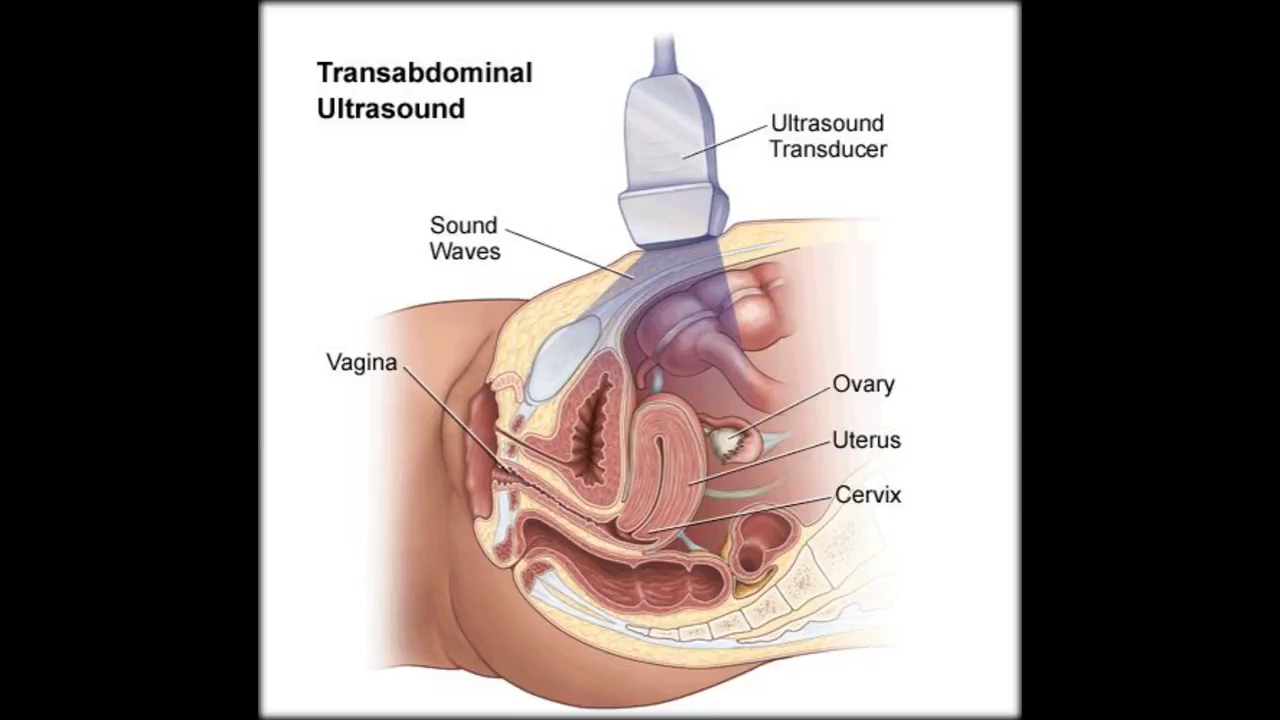 Transabdominal
Ultrasound
Ultrasound
Transducer
Sound
Waves
Vagina
Ovary
Uterus
Cervix